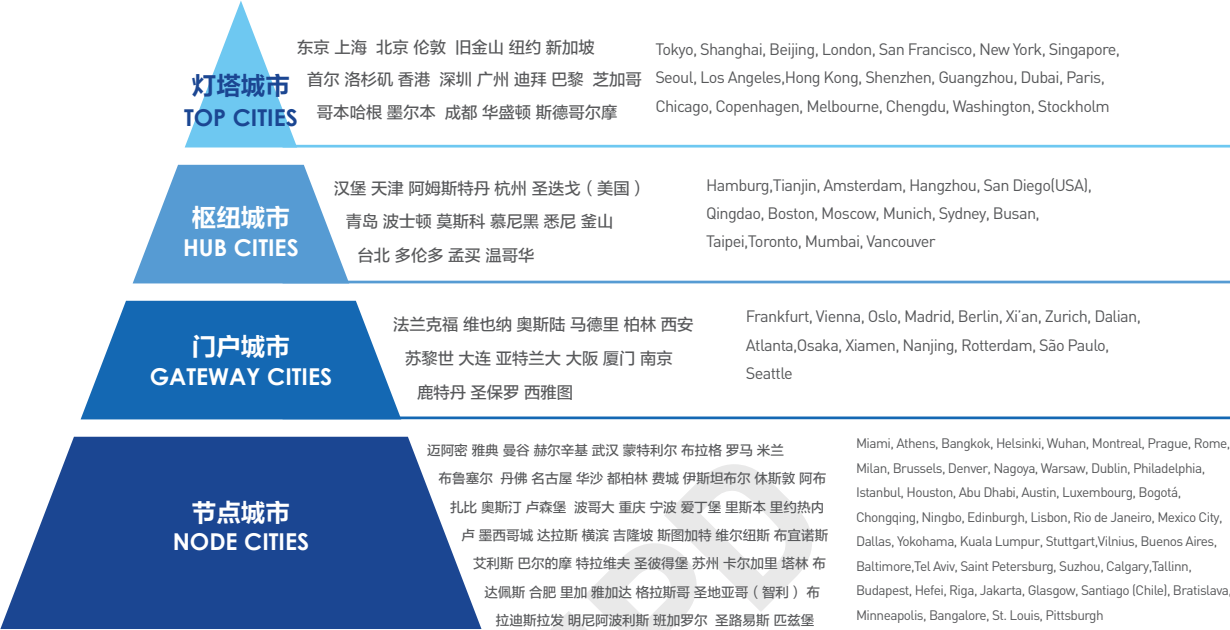 东京 上海 北京 伦敦 旧金山 纽约 新加坡
首尔 洛杉矶 香港 深圳 广州 迪拜 巴黎 芝加哥
哥本哈根 墨尔本 成都 华盛顿 斯德哥尔摩
灯塔城市
TOP CITIES
Tokyo, Shanghai, Beijing, London, San Francisco, New York, Singapore,
Seoul, Los Angeles,Hong Kong, Shenzhen, Guangzhou, Dubai, Paris,
Chicago, Copenhagen, Melbourne, Chengdu, Washington, Stockholm
枢纽城市
HUB CITIES
汉堡 天津 阿姆斯特丹 杭州 圣迭戈（美国）
青岛 波士顿 莫斯科 慕尼黑 悉尼 釜山
台北 多伦多 孟买 温哥华
Hamburg,Tianjin, Amsterdam, Hangzhou, San Diego(USA),
Qingdao, Boston, Moscow, Munich, Sydney, Busan,
Taipei,Toronto, Mumbai, Vancouver
门户城市
GATEWAY CITIES
法兰克福 维也纳 奥斯陆 马德里 柏林 西安
苏黎世 大连 亚特兰大 大阪 厦门 南京
鹿特丹 圣保罗 西雅图
Frankfurt, Vienna, Oslo, Madrid, Berlin, Xi'an, Zurich, Dalian,
Atlanta,Osaka, Xiamen, Nanjing, Rotterdam, São Paulo,
Seattle
节点城市
NODE CITIES
迈阿密 雅典 曼谷 赫尔辛基 武汉 蒙特利尔 布拉格 罗马 米兰
布鲁塞尔 丹佛 名古屋 华沙 都柏林 费城 伊斯坦布尔 休斯敦 阿布
扎比 奥斯汀 卢森堡 波哥大 重庆 宁波 爱丁堡 里斯本 里约热内
卢 墨西哥城 达拉斯 横滨 吉隆坡 斯图加特 维尔纽斯 布宜诺斯
艾利斯 巴尔的摩 特拉维夫 圣彼得堡 苏州 卡尔加里 塔林 布
达佩斯 合肥 里加 雅加达 格拉斯哥 圣地亚哥（智利）布
拉迪斯拉发 明尼阿波利斯 班加罗尔 圣路易斯 匹兹堡
Miami, Athens, Bangkok, Helsinki, Wuhan, Montreal, Prague, Rome,
Milan, Brussels, Denver, Nagoya, Warsaw, Dublin, Philadelphia,
Istanbul, Houston, Abu Dhabi, Austin, Luxembourg, Bogotá,
Chongqing, Ningbo, Edinburgh, Lisbon, Rio de Janeiro, Mexico City,
Dallas, Yokohama, Kuala Lumpur, Stuttgart,Vilnius, Buenos Aires,
Baltimore,Tel Aviv, Saint Petersburg, Suzhou, Calgary,Tallinn,
Budapest, Hefei, Riga, Jakarta, Glasgow, Santiago (Chile), Bratislava,
Minneapolis, Bangalore, St. Louis, Pittsburgh